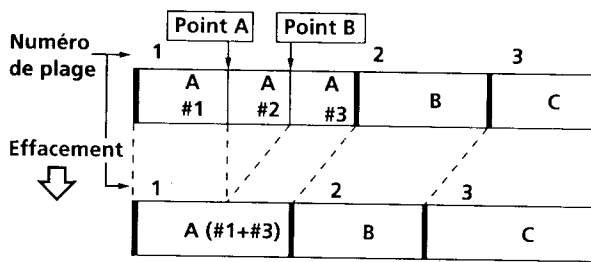 Point A
Point B
Numéro
de plage
1
2
3
A
#1
A
#2
A
#3
B
C
Effacement
1
2
3
A (#1+#3)
B
C